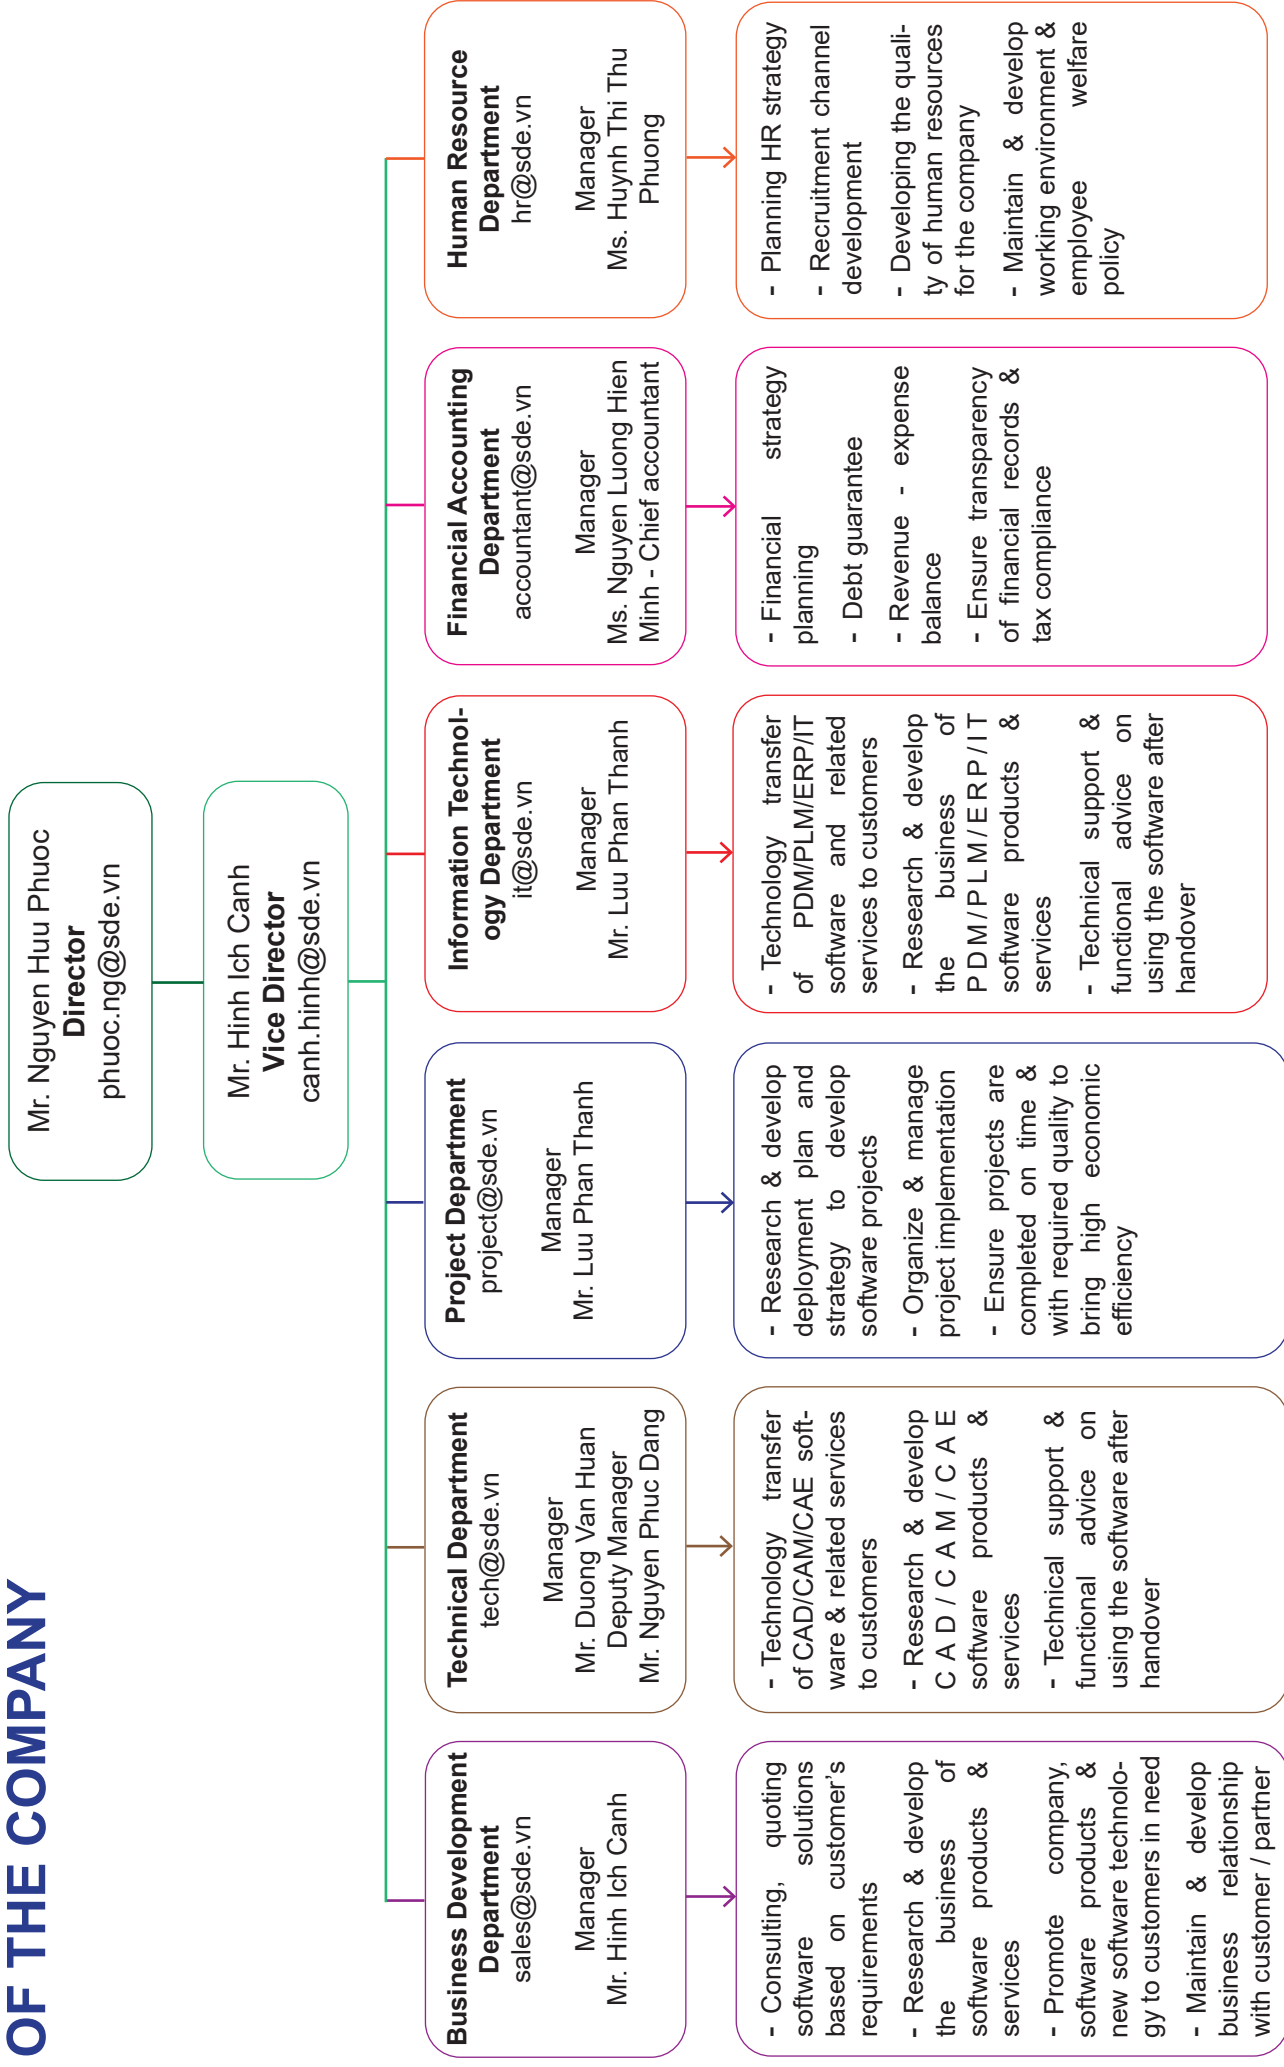 OF THE COMPANY
Mr. Nguyen Huu Phuoc
Director
phuoc.ng@sde.vn
Mr. Hinh Ich Canh
Vice Director
canh.hinh@sde.vn
Business Development
Department
sales@sde.vn
Manager
Mr. Hinh Ich Canh
- Consulting, quoting
software solutions
based on customer's
requirements
- Research & develop
the business of
software products &
services
- Promote company,
software products &
new software technolo-
gy to customers in need
- Maintain & develop
business relationship
with customer / partner
Technical Department
tech@sde.vn
Manager
Mr. Duong Van Huan
Deputy Manager
Mr. Nguyen Phuc Dang
- Technology transfer
of CAD/CAM/CAE soft-
ware & related services
to customers
- Research & develop
CAD/CAM/CAE
software products &
services
- Technical support &
functional advice on
using the software after
handover
Project Department
project@sde.vn
Manager
Mr. Luu Phan Thanh
- Research & develop
deployment plan and
strategy to develop
software projects
- Organize & manage
project implementation
- Ensure projects are
completed on time &
with required quality to
bring high economic
efficiency
Information Technol-
ogy Department
it@sde.vn
Manager
Mr. Luu Phan Thanh
- Technology transfer
of PDM/PLM/ERP/IT
software and related
services to customers
- Research & develop
the business of
PDM/PLM/ERP/IT
software products &
services
- Technical support &
functional advice on
using the software after
handover
Financial Accounting
Department
accountant@sde.vn
Manager
Ms. Nguyen Luong Hien
Minh - Chief accountant
- Financial strategy
planning
- Debt guarantee
- Revenue - expense
balance
- Ensure transparency
of financial records &
tax compliance
Human Resource
Department
hr@sde.vn
Manager
Ms. Huynh Thi Thu
Phuong
- Planning HR strategy
- Recruitment channel
development
- Developing the quali-
ty of human resources
for the company
- Maintain & develop
working environment &
employee welfare
policy